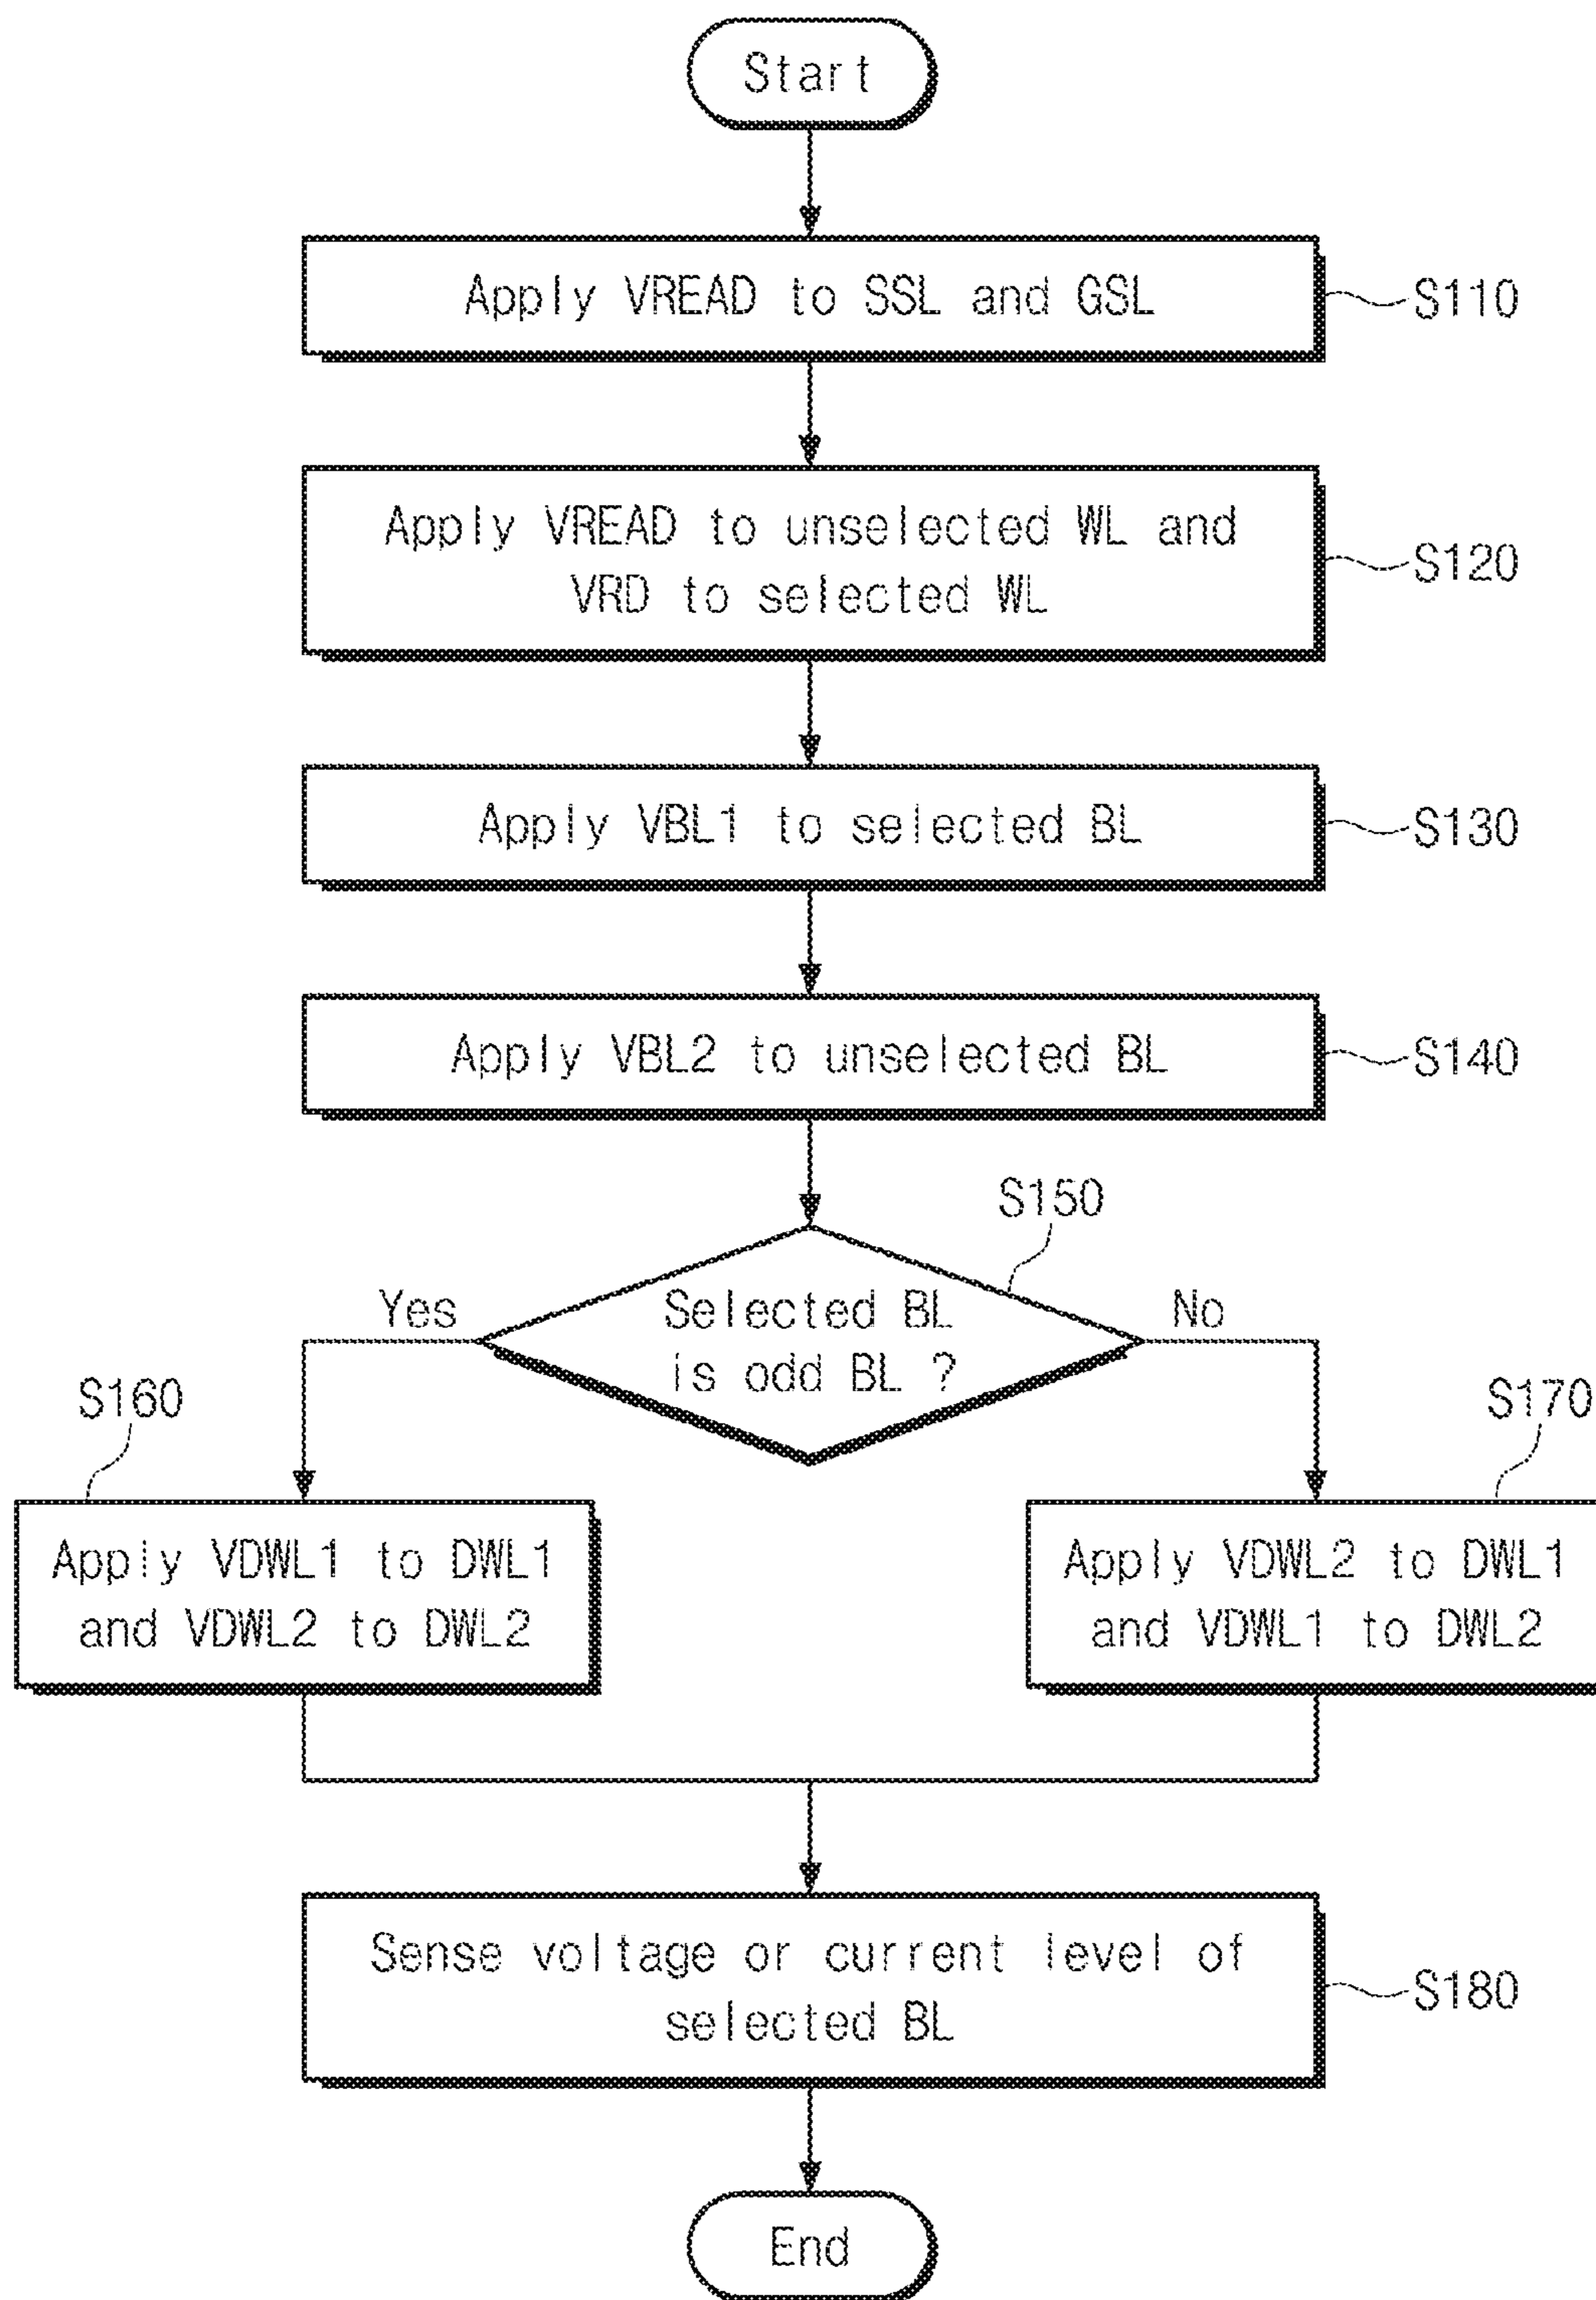 Start
Apply VREAD to SSL and GSL
S110
Apply VREAD to unselected WL and
VRD to selected WL
S120
Apply VBL1 to selected BL
S130
Apply VBL2 to unselected BL
S140
S150
Yes
Selected BL
is odd BL ?
No
S160
S170
Apply VDWL1 to DWL1
and VDWL2 to DWL2
Apply VDWL2 to DWL1
and VDWL1 to DWL2
Sense voltage or current level of
selected BL
S180
End